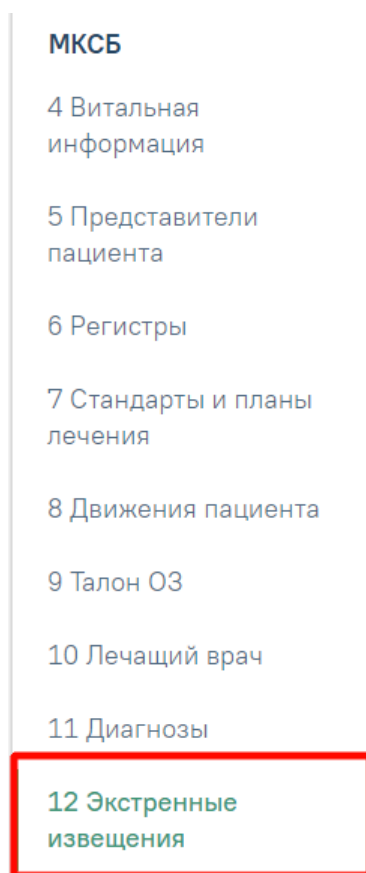 МКСБ
4 Витальная
информация
5 Представители
пациента
6 Регистры
7 Стандарты и планы
лечения
8 Движения пациента
9 Талон ОЗ
10 Лечащий врач
11 Диагнозы
12 Экстренные
извещения